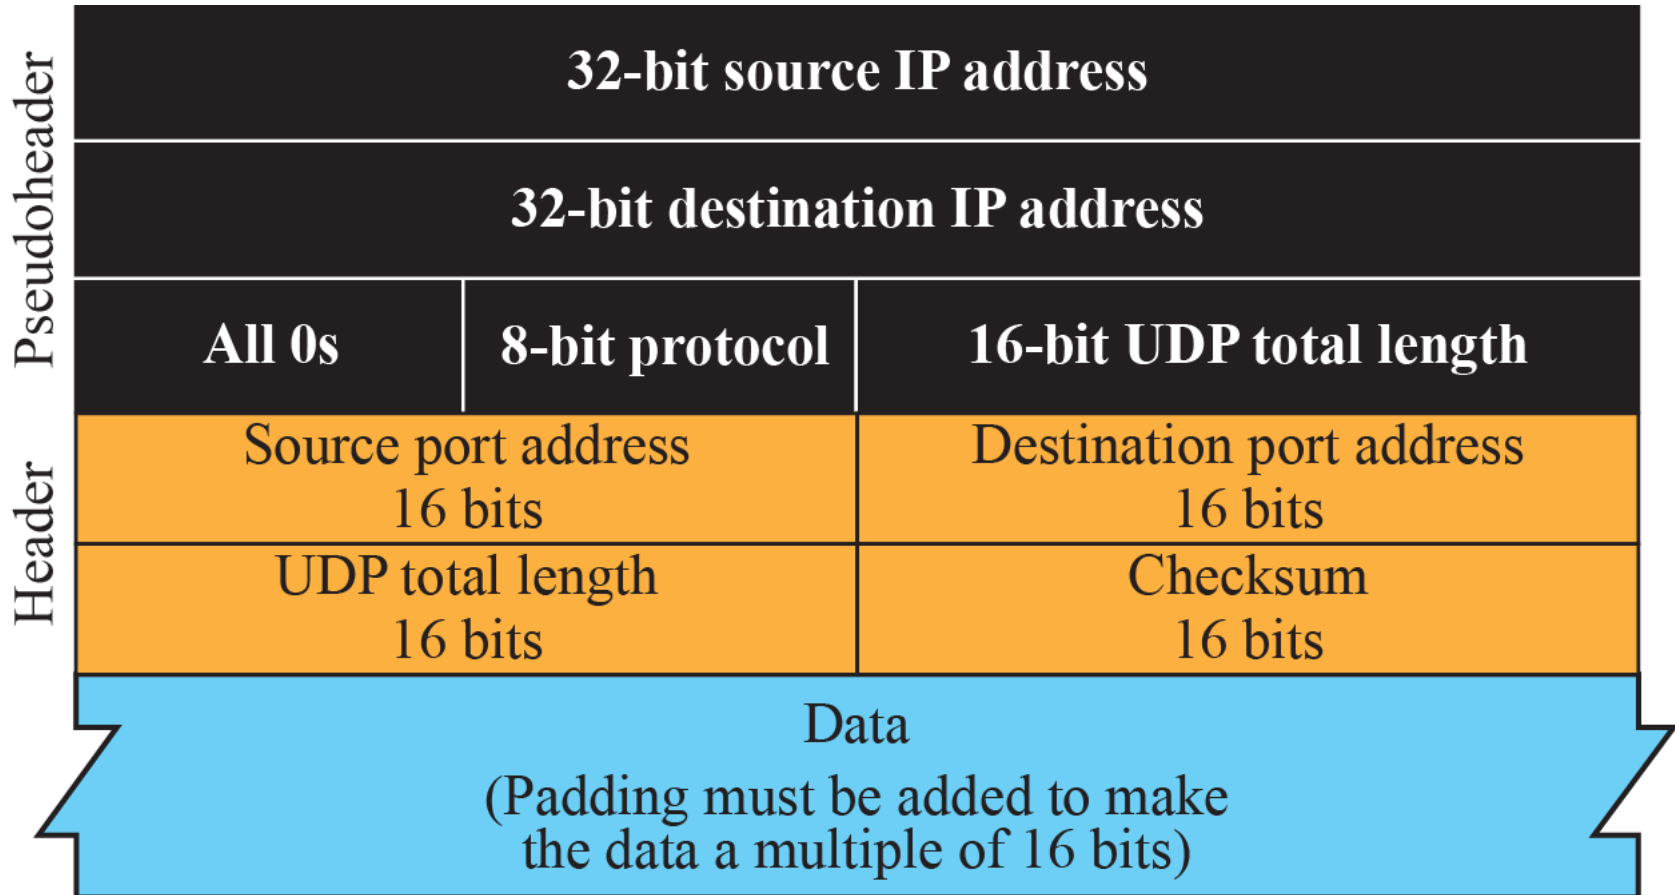 Pseudoheader
32-bit source IP address
32-bit destination IP address
All 0s
8-bit protocol
16-bit UDP total length
Header
Source port address
16 bits
Destination port address
16 bits
UDP total length
16 bits
Checksum
16 bits
Data
(Padding must be added to make
the data a multiple of 16 bits)